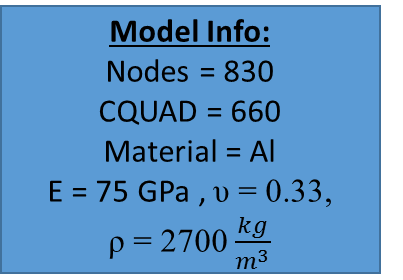 Model Info:
Nodes = 830
CQUAD = 660
Material = Al
E = 75 GPa , υ = 0.33,
ρ = 2700 kg/m³